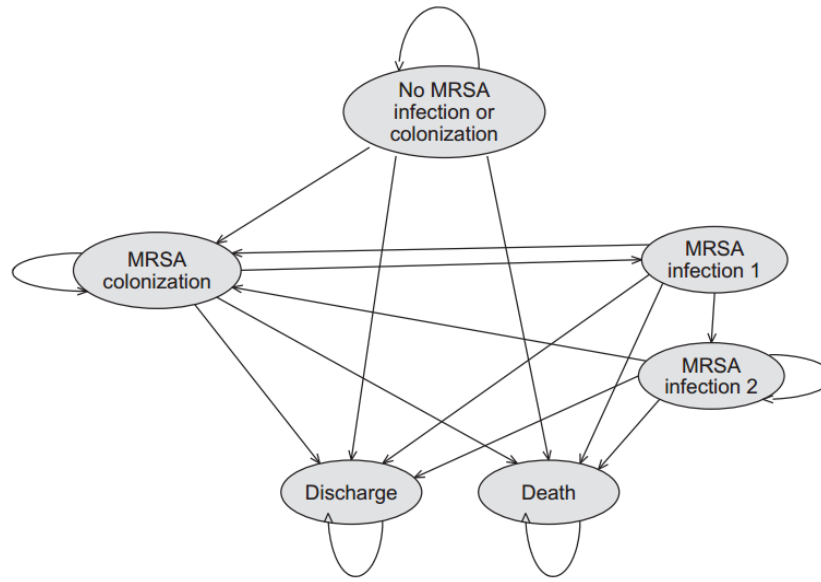 No MRSA
infection or
colonization
MRSA
colonization
MRSA
infection 1
MRSA
infection 2
Discharge
Death